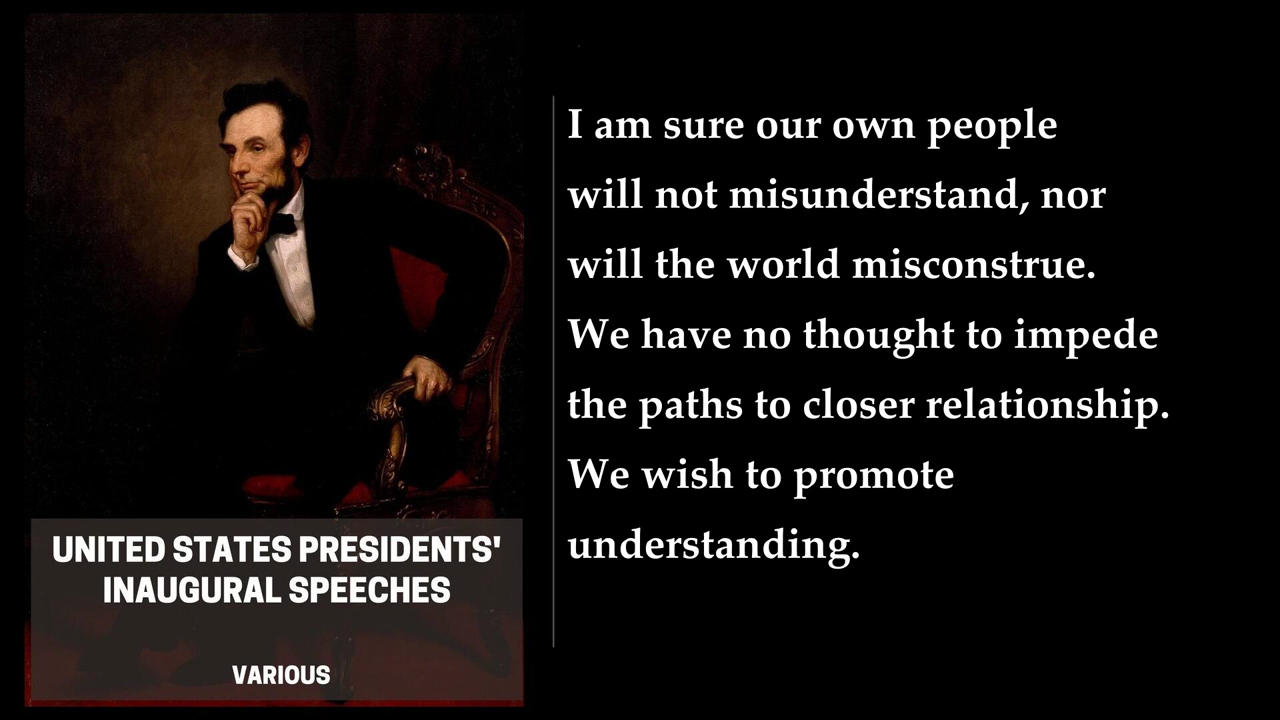 I am sure our own people
will not misunderstand, nor
will the world misconstrue.
We have no thought to impede
the paths to closer relationship.
We wish to promote
understanding.
UNITED STATES PRESIDENTS'
INAUGURAL SPEECHES
VARIOUS